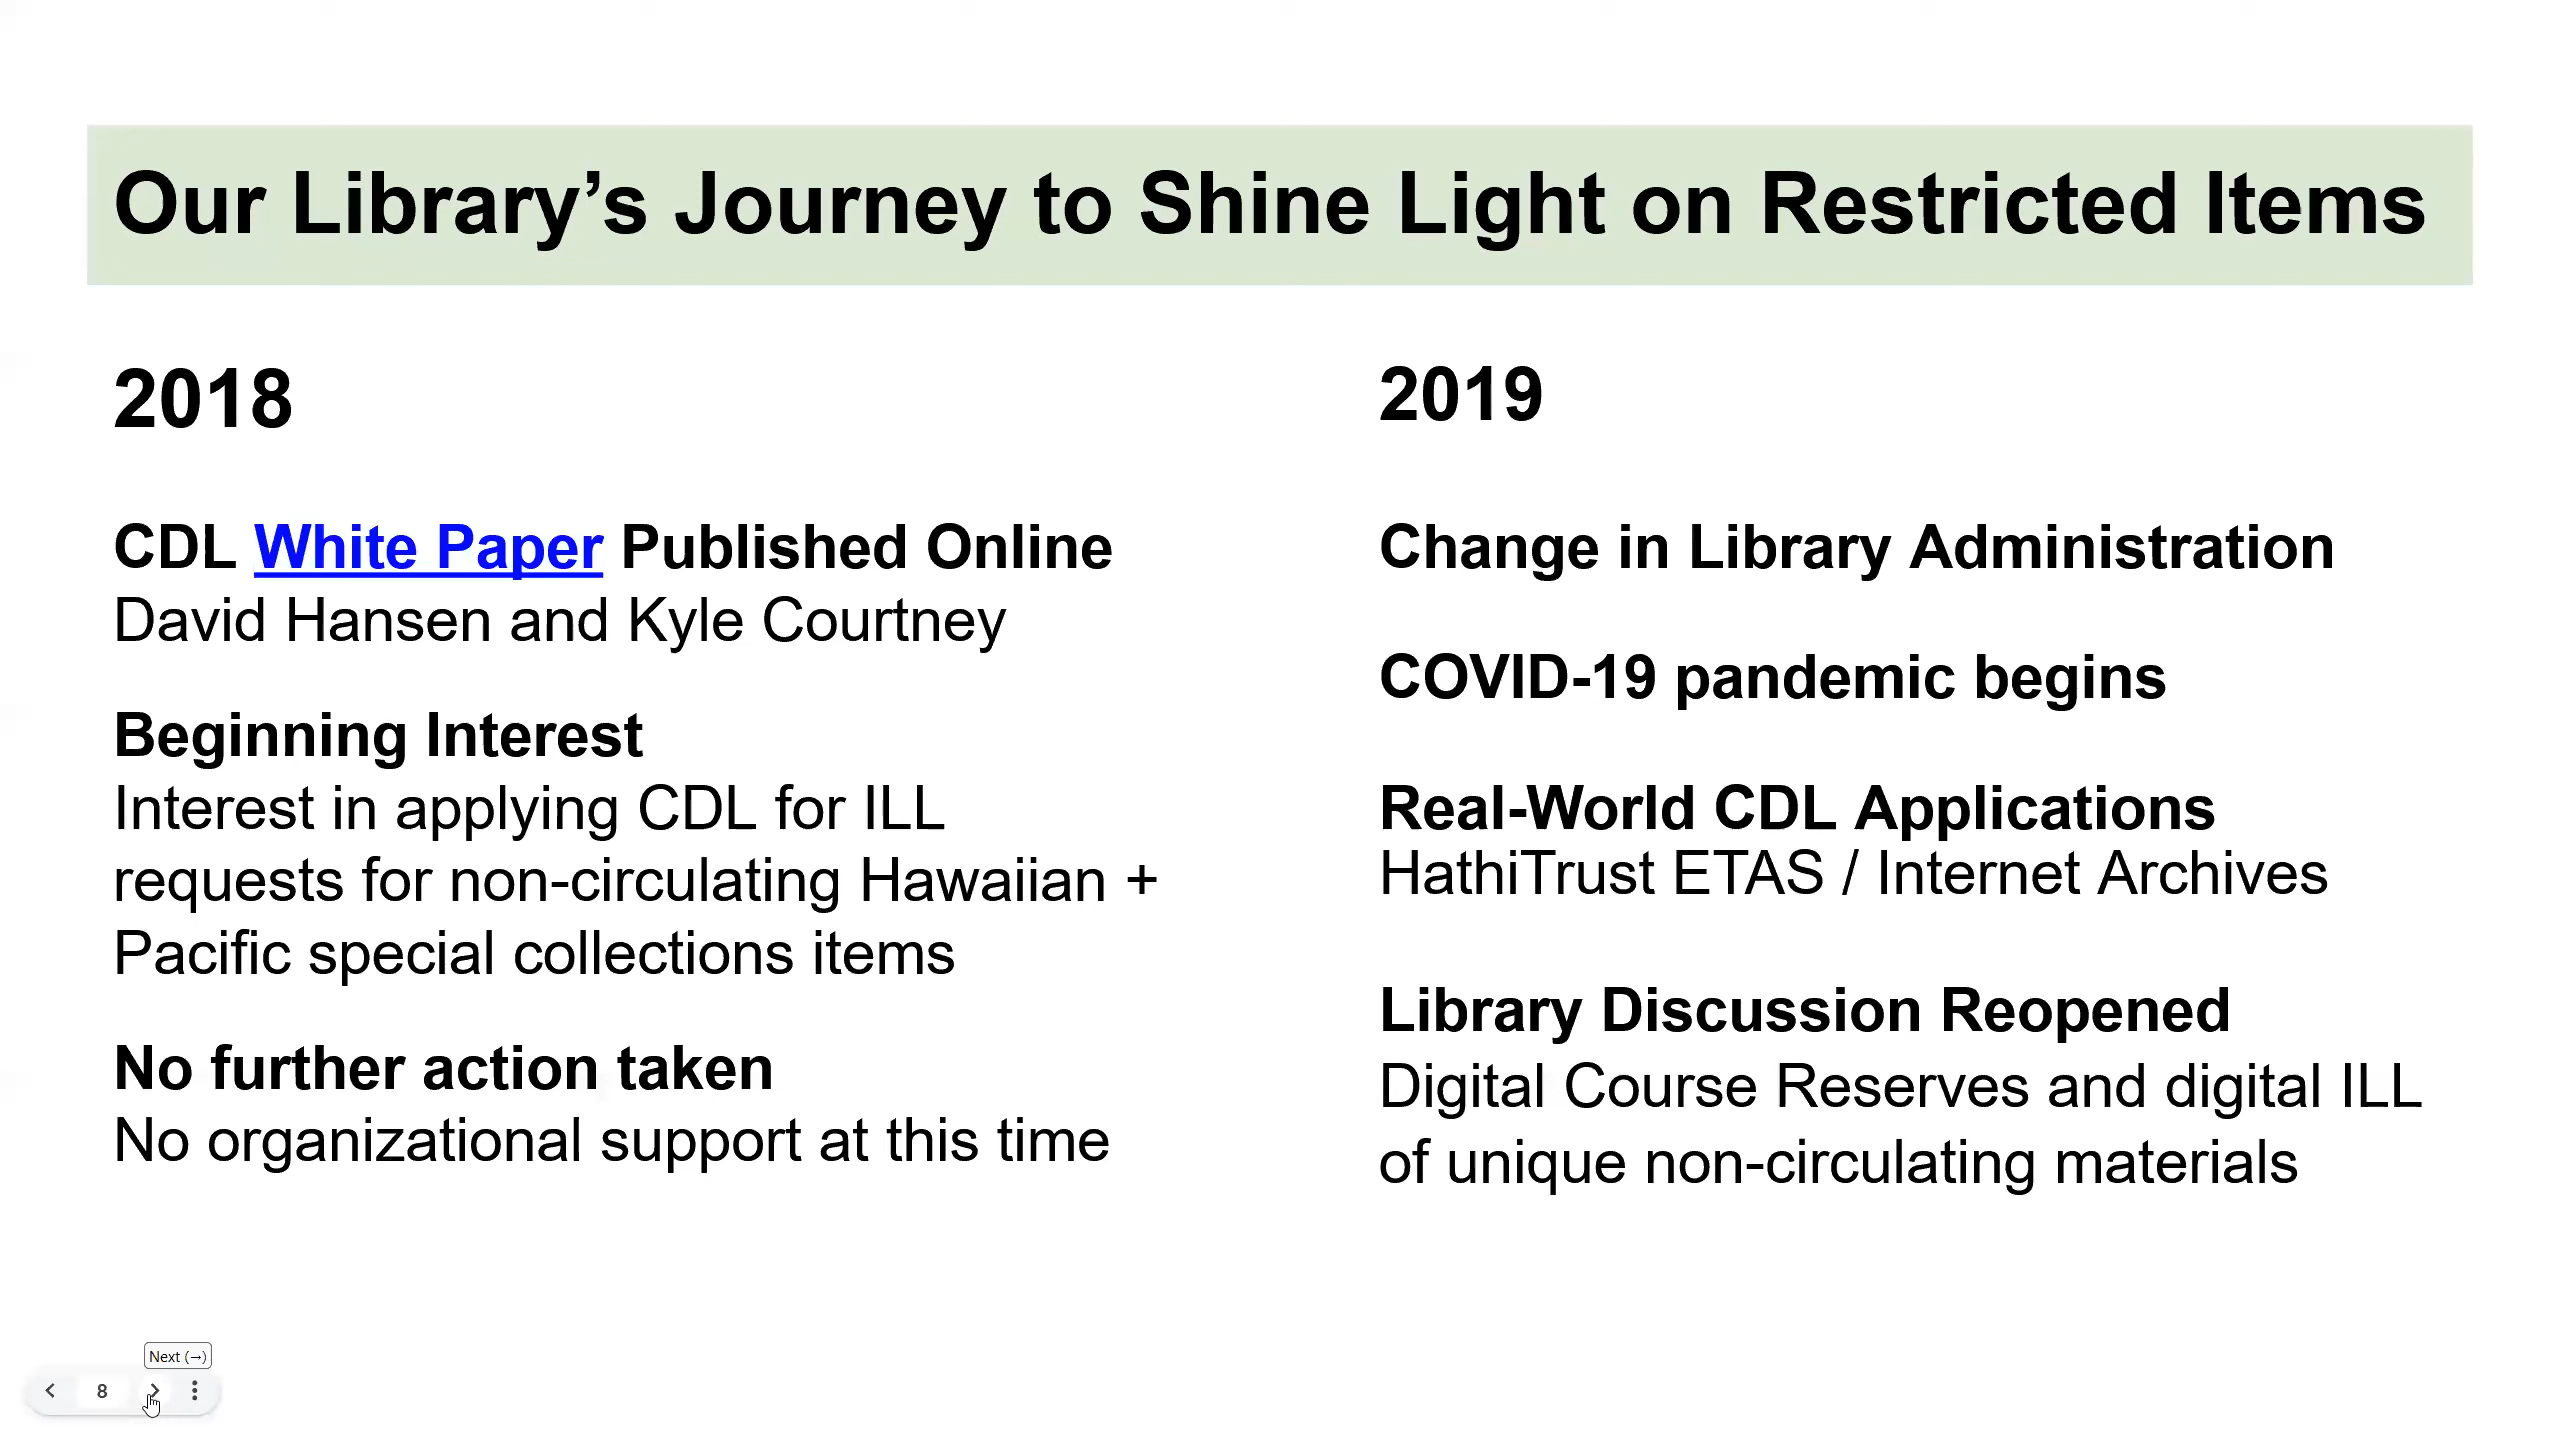 Our Library’s Journey to Shine Light on Restricted Items
2018
CDL White Paper Published Online
David Hansen and Kyle Courtney
Beginning Interest
Interest in applying CDL for ILL
requests for non-circulating Hawaiian +
Pacific special collections items
No further action taken
No organizational support at this time
2019
Change in Library Administration
COVID-19 pandemic begins
Real-World CDL Applications
HathiTrust ETAS / Internet Archives
Library Discussion Reopened
Digital Course Reserves and digital ILL
of unique non-circulating materials
Next (→)
8